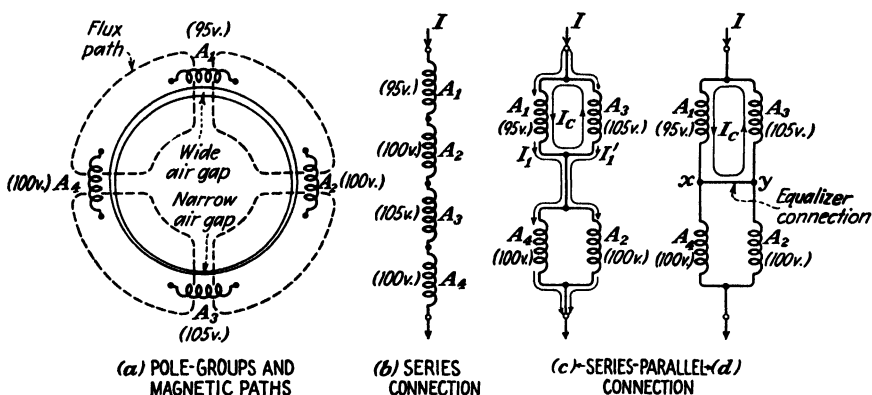 Flux path
(95v.)
A₁
Wide air gap
Narrow air gap
(100v.) A₄
A₂ (100v.)
A₃
(105v.)
(a) POLE-GROUPS AND
MAGNETIC PATHS
I
(95v.) A₁
(100v.) A₂
(105v.) A₃
(100v.) A₄
(b) SERIES
CONNECTION
I
A₁
(95v.)
I_c
A₃
(105v.)
I₁
I₁'
A₄
(100v.)
A₂
(100v.)
I
A₁
(95v.)
I_c
A₃
(105v.)
x
y
Equalizer
connection
A₄
(100v.)
A₂
(100v.)
(c)-SERIES-PARALLEL-(d)
CONNECTION